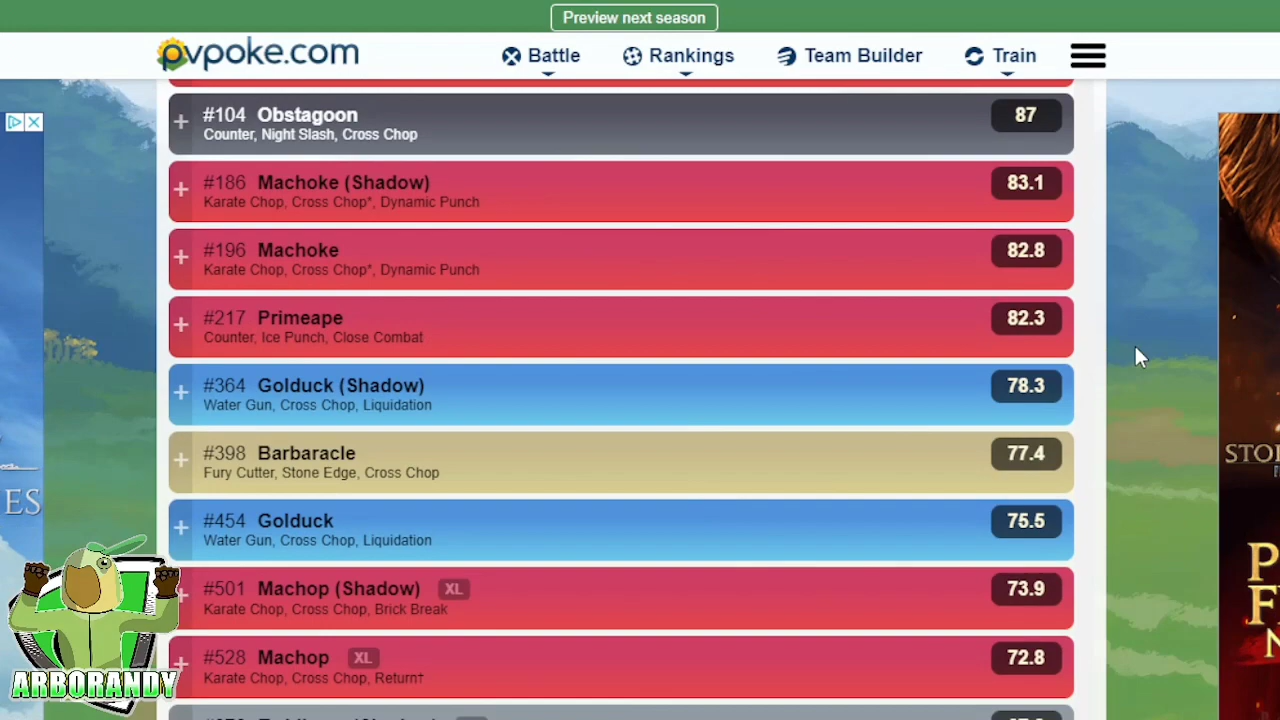 Preview next season
pvpoke.com
Battle
Rankings
Team Builder
Train
#104 Obstagoon
87
Counter, Night Slash, Cross Chop
#186 Machoke (Shadow)
83.1
Karate Chop, Cross Chop*, Dynamic Punch
#196 Machoke
82.8
Karate Chop, Cross Chop*, Dynamic Punch
#217 Primeape
82.3
Counter, Ice Punch, Close Combat
#364 Golduck (Shadow)
78.3
Water Gun, Cross Chop, Liquidation
#398 Barbaracle
77.4
Fury Cutter, Stone Edge, Cross Chop
#454 Golduck
75.5
Water Gun, Cross Chop, Liquidation
#501 Machop (Shadow) XL
73.9
Karate Chop, Cross Chop, Brick Break
#528 Machop XL
72.8
Karate Chop, Cross Chop, Return†
ES
STO
P
F
N
ARBORANDY